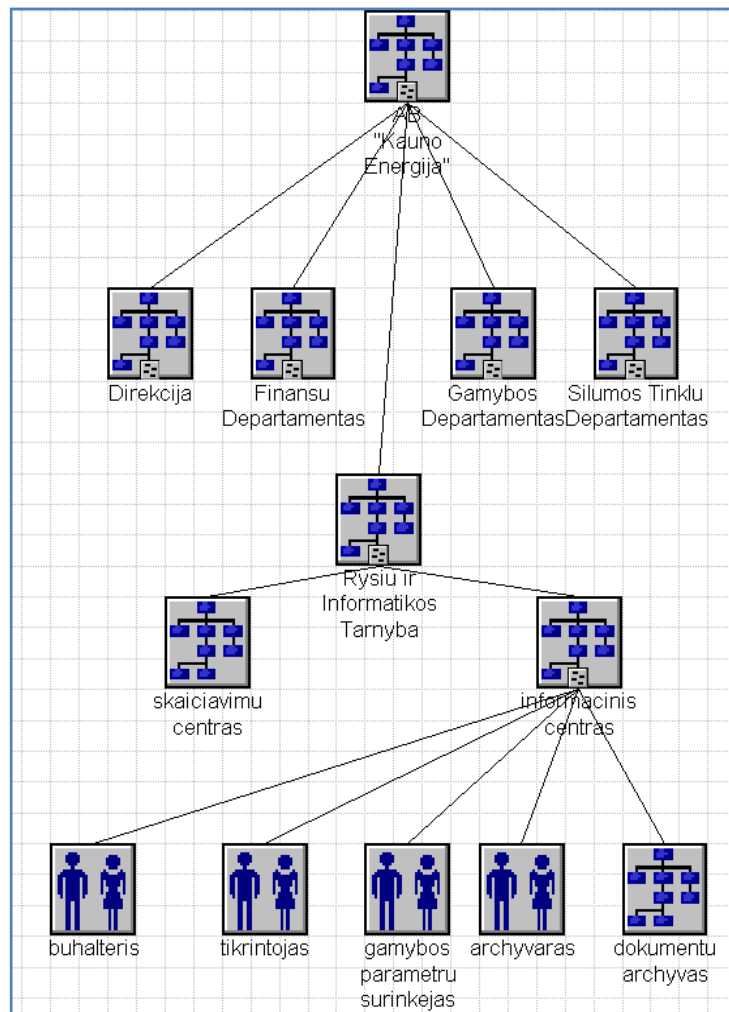 AB
"Kauno
Energija"
Direkcija
Finansu
Departamentas
Gamybos
Departamentas
Silumos Tinklu
Departamentas
Rysiu ir
Informatikos
Tarnyba
skaiciavimu
centras
informacinis
centras
buhalteris
tikrintojas
gamybos
parametru
surinkejas
archyvaras
dokumentu
archyvas